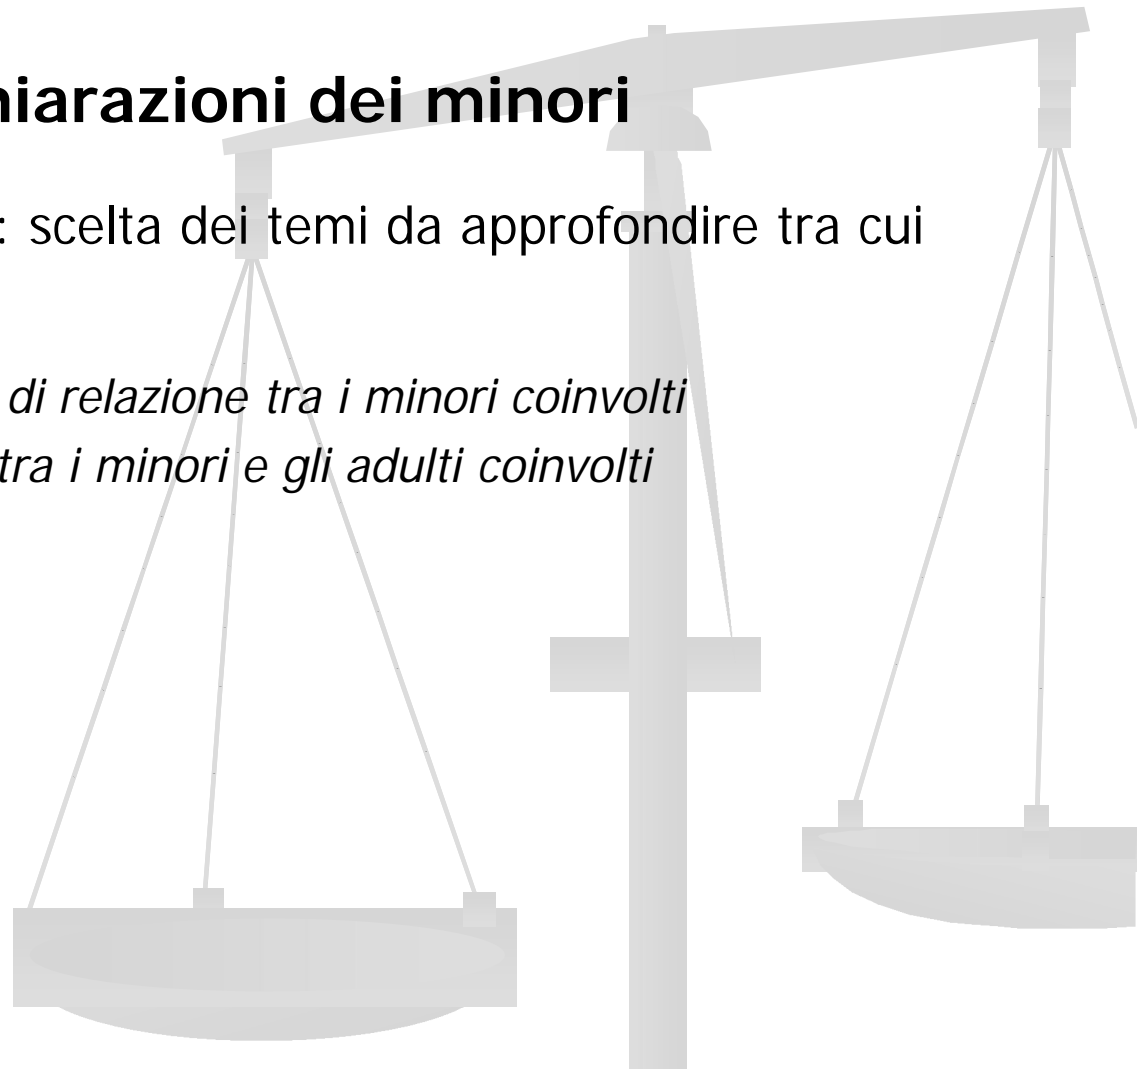 hiarazioni dei minori
: scelta dei temi da approfondire tra cui
di relazione tra i minori coinvolti
tra i minori e gli adulti coinvolti